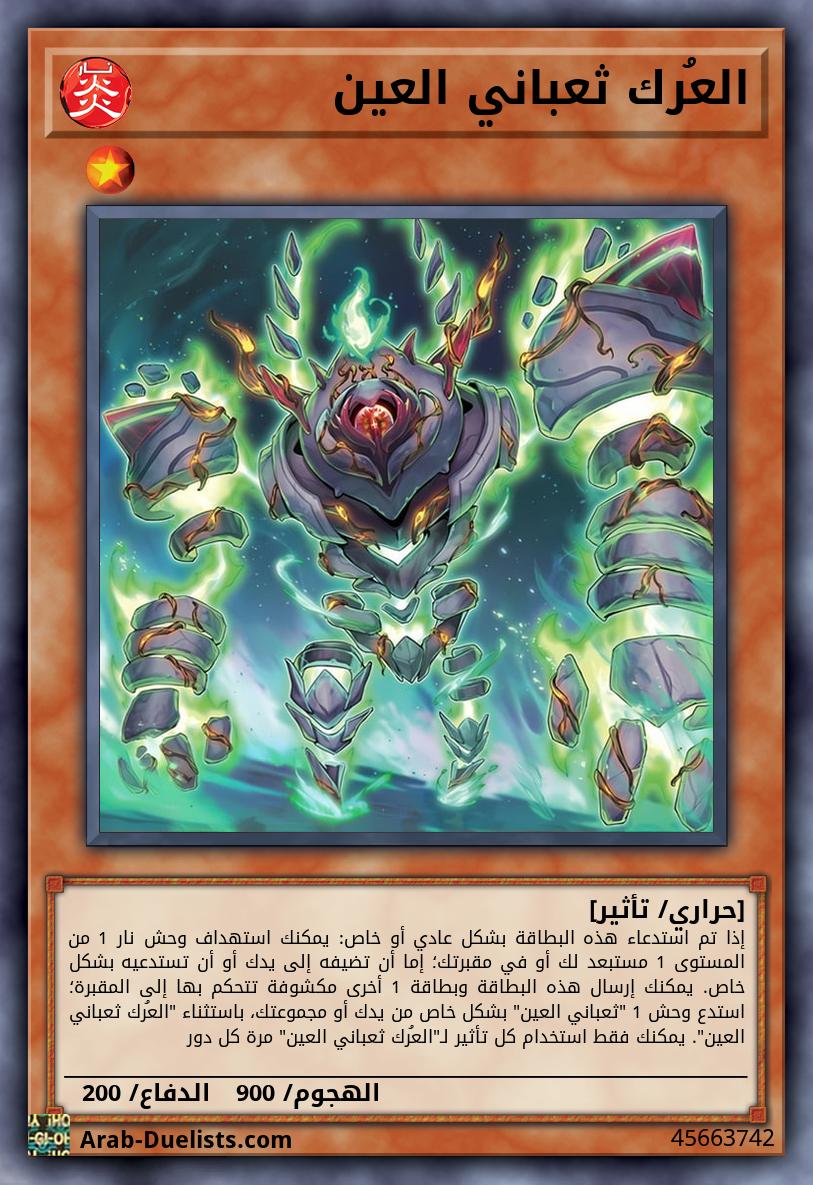 العُرك ثعباني العين
炎
[حراري/ تأثير]
إذا تم استدعاء هذه البطاقة بشكل عادي أو خاص: يمكنك استهداف وحش نار 1 من
المستوى 1 مستبعد لك أو في مقبرتك؛ إما أن تضيفه إلى يدك أو أن تستدعيه بشكل
خاص. يمكنك إرسال هذه البطاقة وبطاقة 1 أخرى مكشوفة تتحكم بها إلى المقبرة؛
استدع وحش 1 "ثعباني العين" بشكل خاص من يدك أو مجموعتك، باستثناء "العرُك ثعباني
العين". يمكنك فقط استخدام كل تأثير لـ"العرُك ثعباني العين" مرة كل دور
الهجوم/ 900 الدفاع/ 200
Arab-Duelists.com
45663742